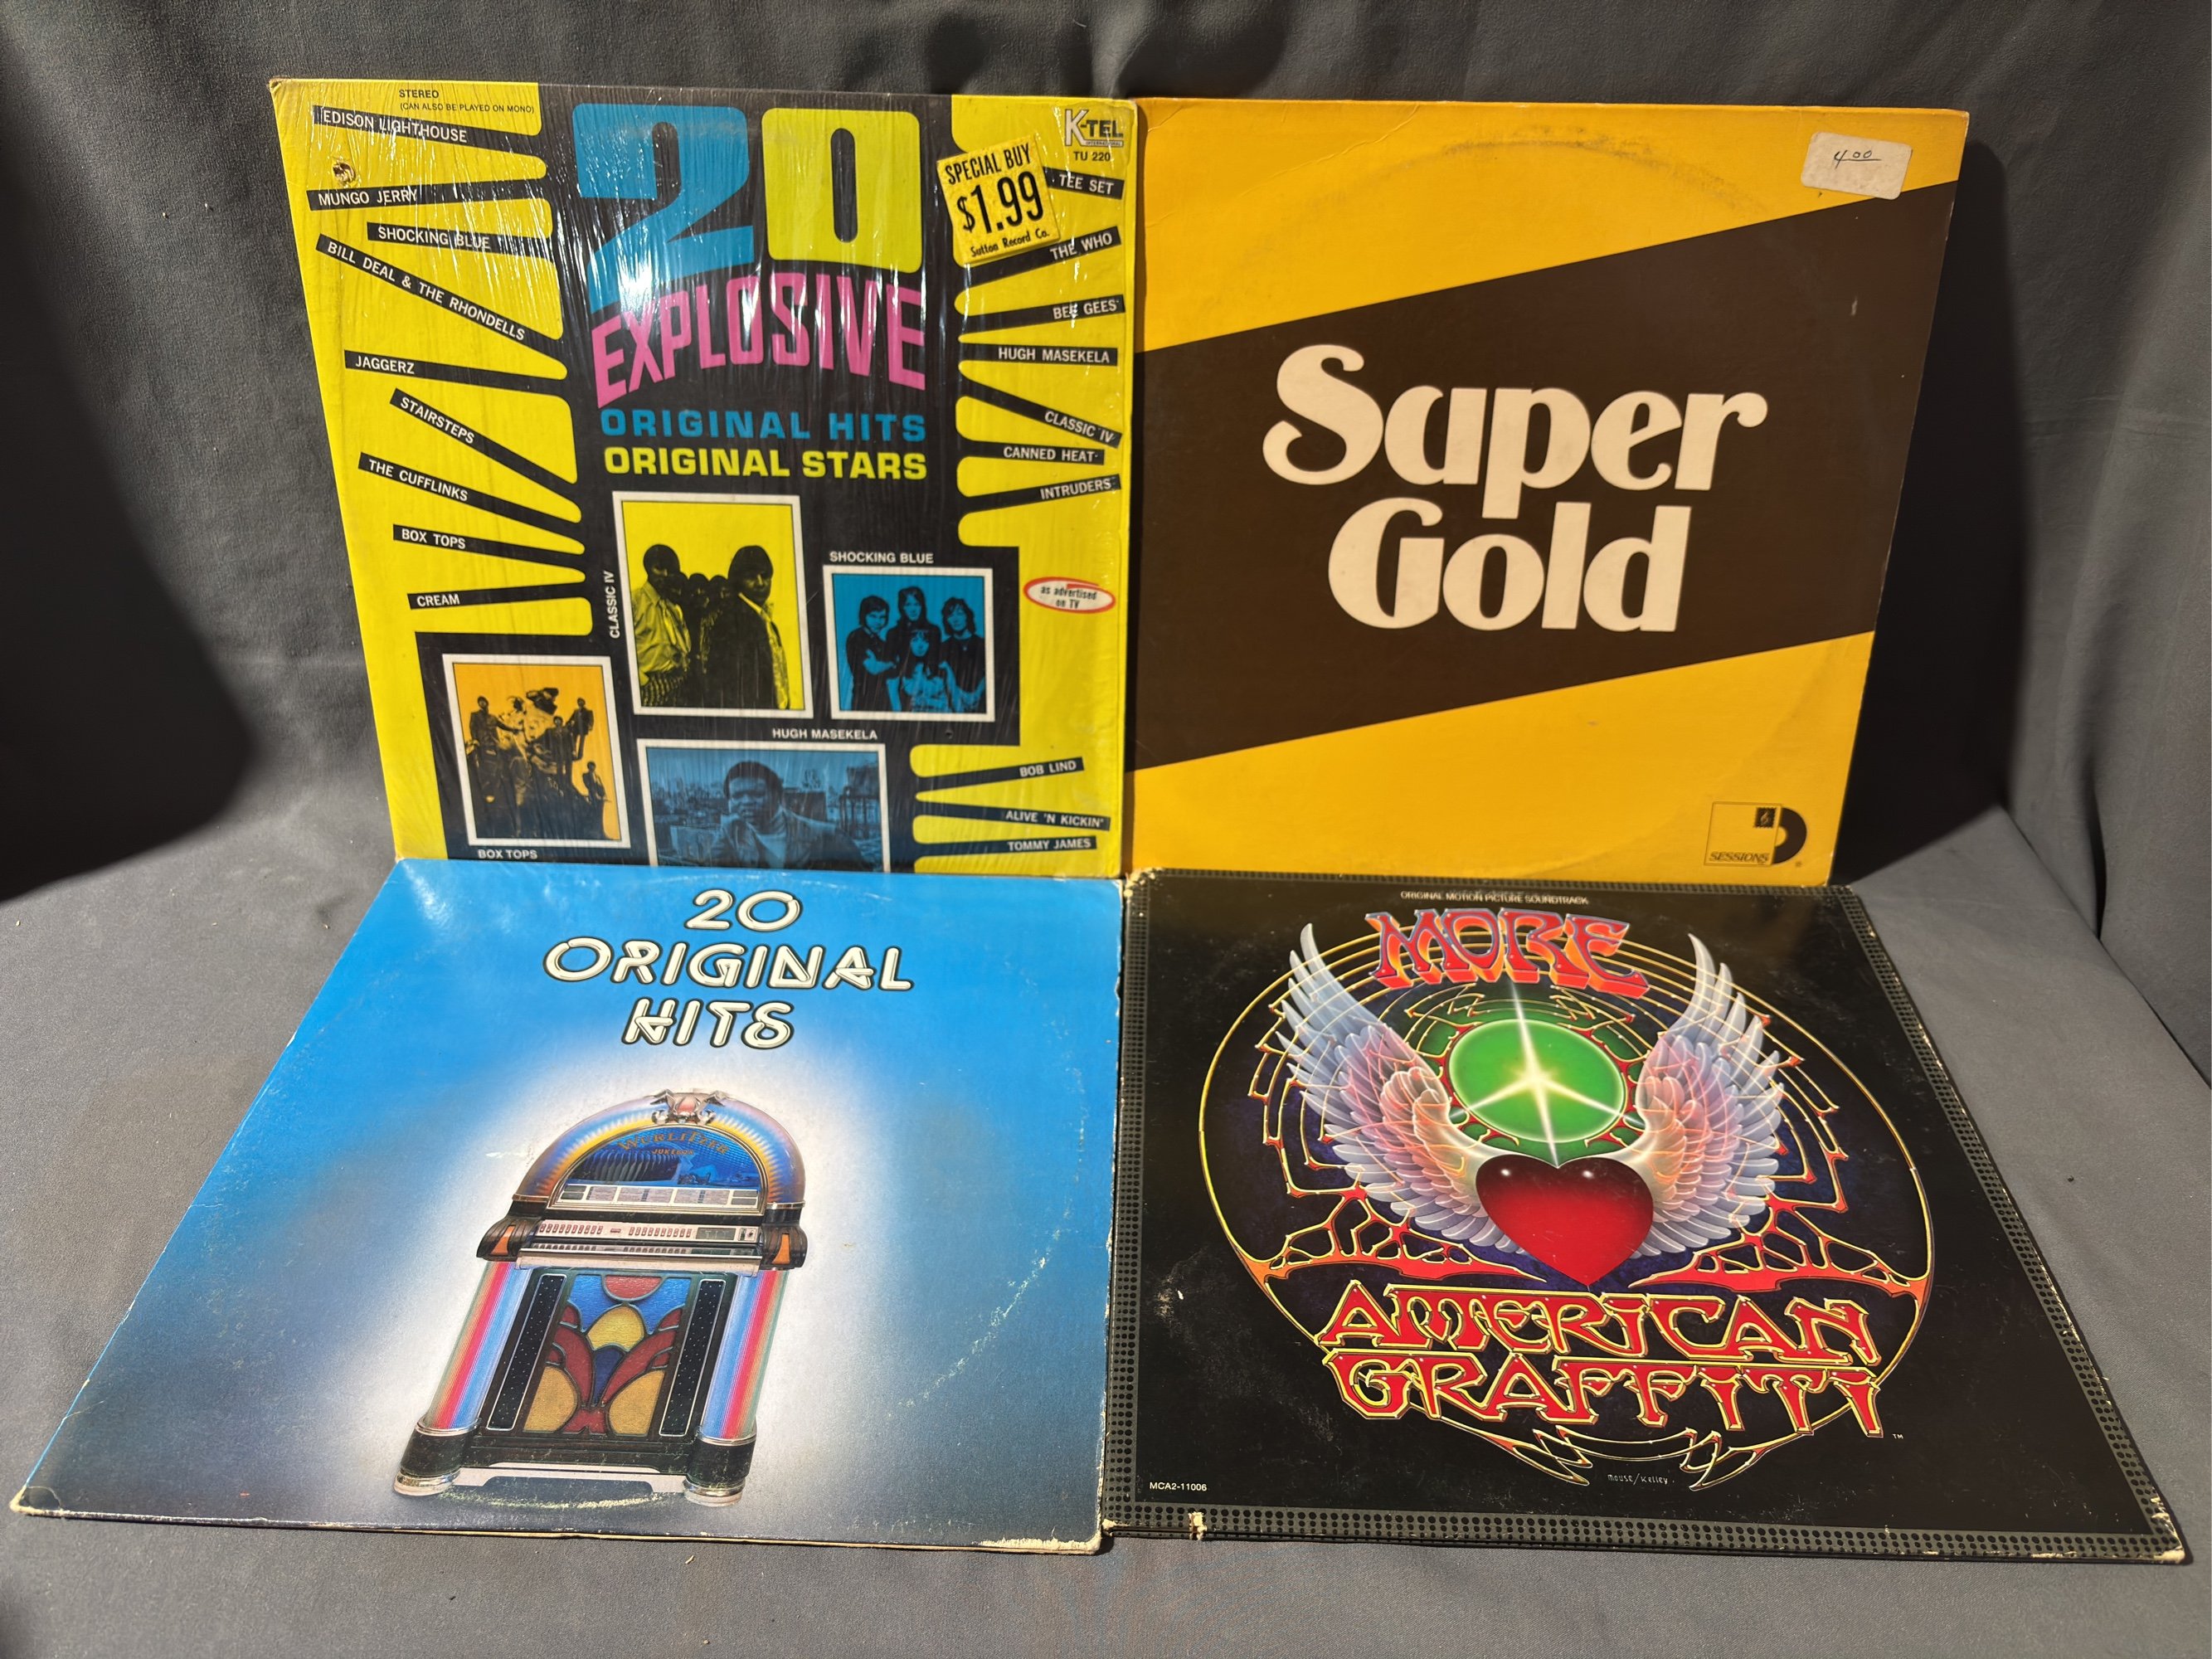 STEREO
(CAN ALSO BE PLAYED ON MONO)
EDISON LIGHTHOUSE
MUNGO JERRY
SHOCKING BLUE
BILL DEAL & THE RHONDELLS
JAGGERZ
STAIRSTEPS
THE CUFFLINKS
BOX TOPS
CREAM
20
EXPLOSIVE
ORIGINAL HITS
ORIGINAL STARS
K-TEL
INTERNATIONAL
TU 220
SPECIAL BUY
$1.99
Sutton Record Co.
TEE SET
THE WHO
BEE GEES
HUGH MASEKELA
CLASSIC IV
CANNED HEAT
INTRUDERS
as advertised
on TV
CLASSIC IV
SHOCKING BLUE
HUGH MASEKELA
BOX TOPS
BOB LIND
ALIVE 'N KICKIN'
TOMMY JAMES
4.00
Super
Gold
SESSIONS
®
20
ORIGINAL
HITS
WURLITZER
JUKEBOX
ORIGINAL MOTION PICTURE SOUNDTRACK
MORE
AMERICAN
GRAFFITI
TM
mouse/kelley
MCA2-11006